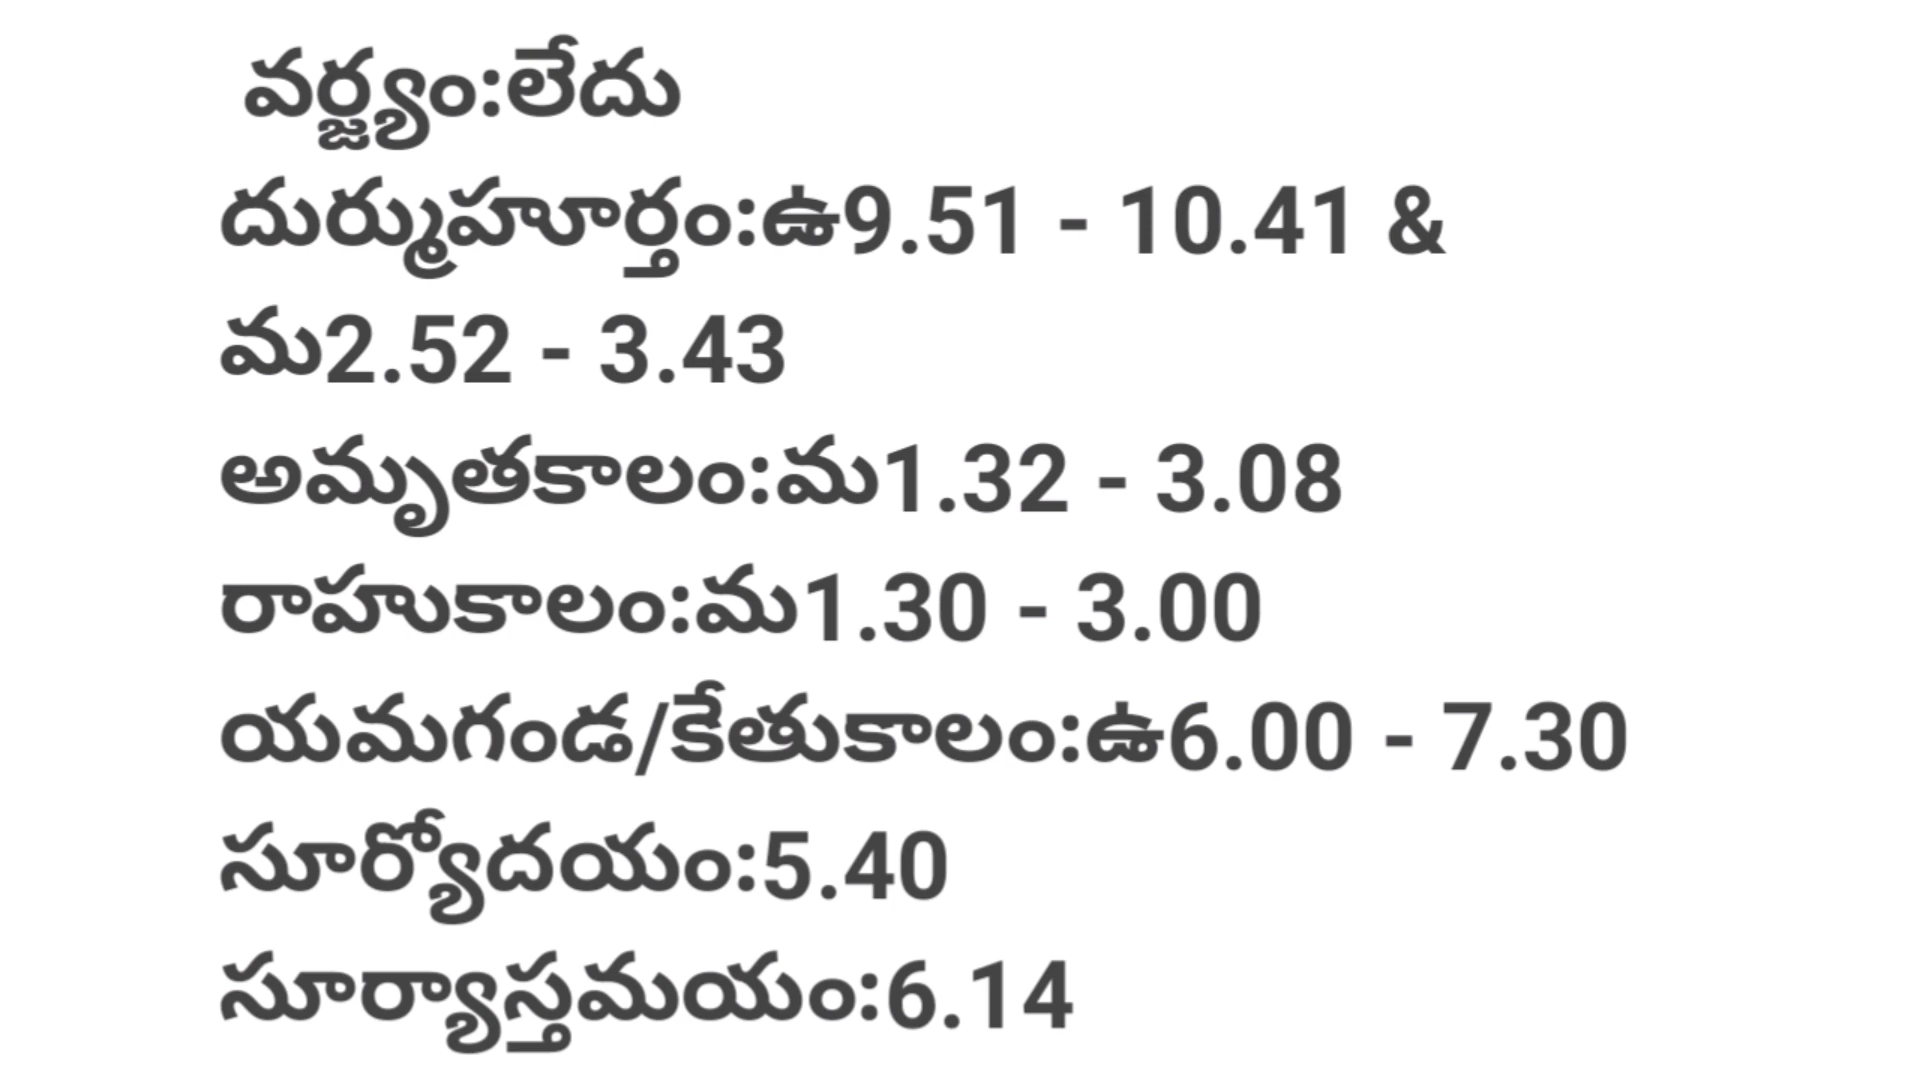 వర్జ్యం:లేదు
దుర్ముహూర్తం:ఉ9.51 - 10.41 &
మ2.52 - 3.43
అమృతకాలం:మ1.32 - 3.08
రాహుకాలం:మ1.30 - 3.00
యమగండ/కేతుకాలం:ఉ6.00 - 7.30
సూర్యోదయం:5.40
సూర్యాస్తమయం:6.14